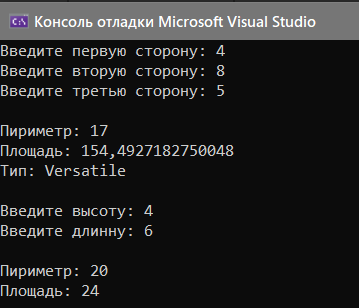 Консоль отладки Microsoft Visual Studio
Введите первую сторону: 4
Введите вторую сторону: 8
Введите третью сторону: 5
Пириметр: 17
Площадь: 154,4927182750048
Тип: Versatile
Введите высоту: 4
Введите длинну: 6
Пириметр: 20
Площадь: 24